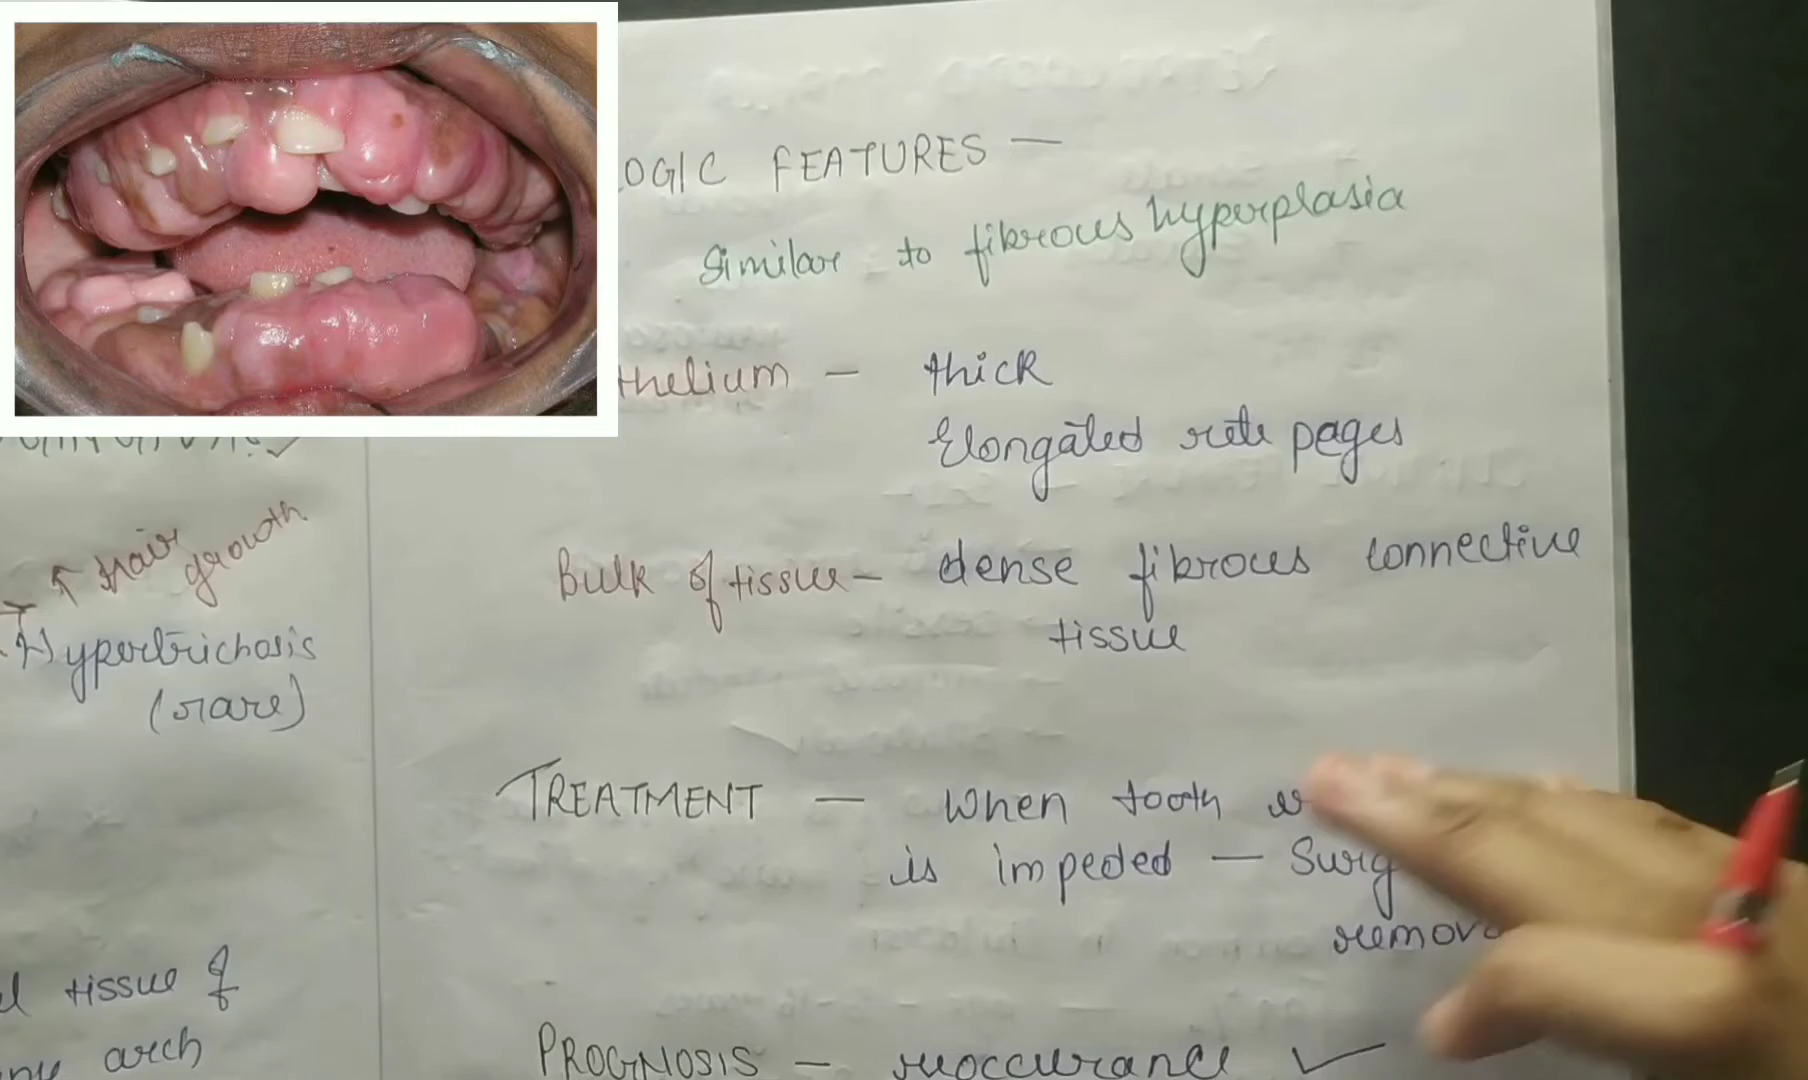 OGIC FEATURES —
Similar to fibrous hyperplasia
thelium — thick
Elongated rete pages
↑ Hair growth
Hypertrichosis
(rare)
Bulk of tissue — dense fibrous connective
tissue
TREATMENT — When tooth
is impeded — Surg
remov
l tissue of
arch
PROGNOSIS — reoccurance ✓